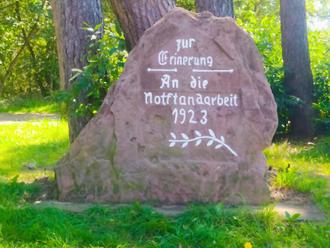 zur
Erinerung
An die
Notstandarbeit
1923